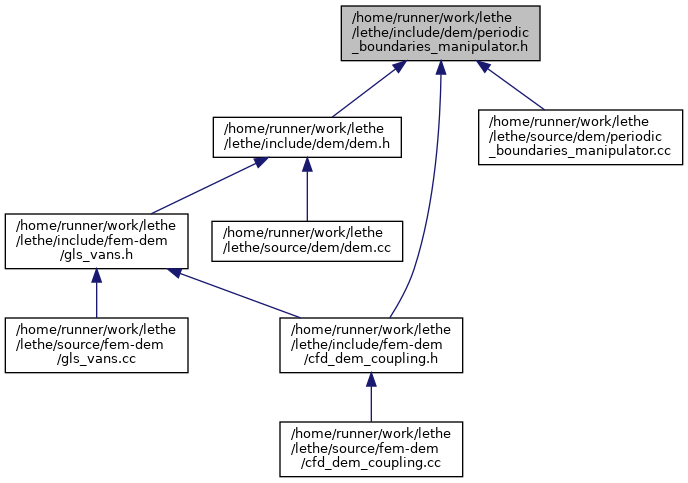 /home/runner/work/lethe
/lethe/include/dem/periodic
_boundaries_manipulator.h
/home/runner/work/lethe
/lethe/include/dem/dem.h
/home/runner/work/lethe
/lethe/source/dem/periodic
_boundaries_manipulator.cc
/home/runner/work/lethe
/lethe/include/fem-dem
/gls_vans.h
/home/runner/work/lethe
/lethe/source/dem/dem.cc
/home/runner/work/lethe
/lethe/source/fem-dem
/gls_vans.cc
/home/runner/work/lethe
/lethe/include/fem-dem
/cfd_dem_coupling.h
/home/runner/work/lethe
/lethe/source/fem-dem
/cfd_dem_coupling.cc